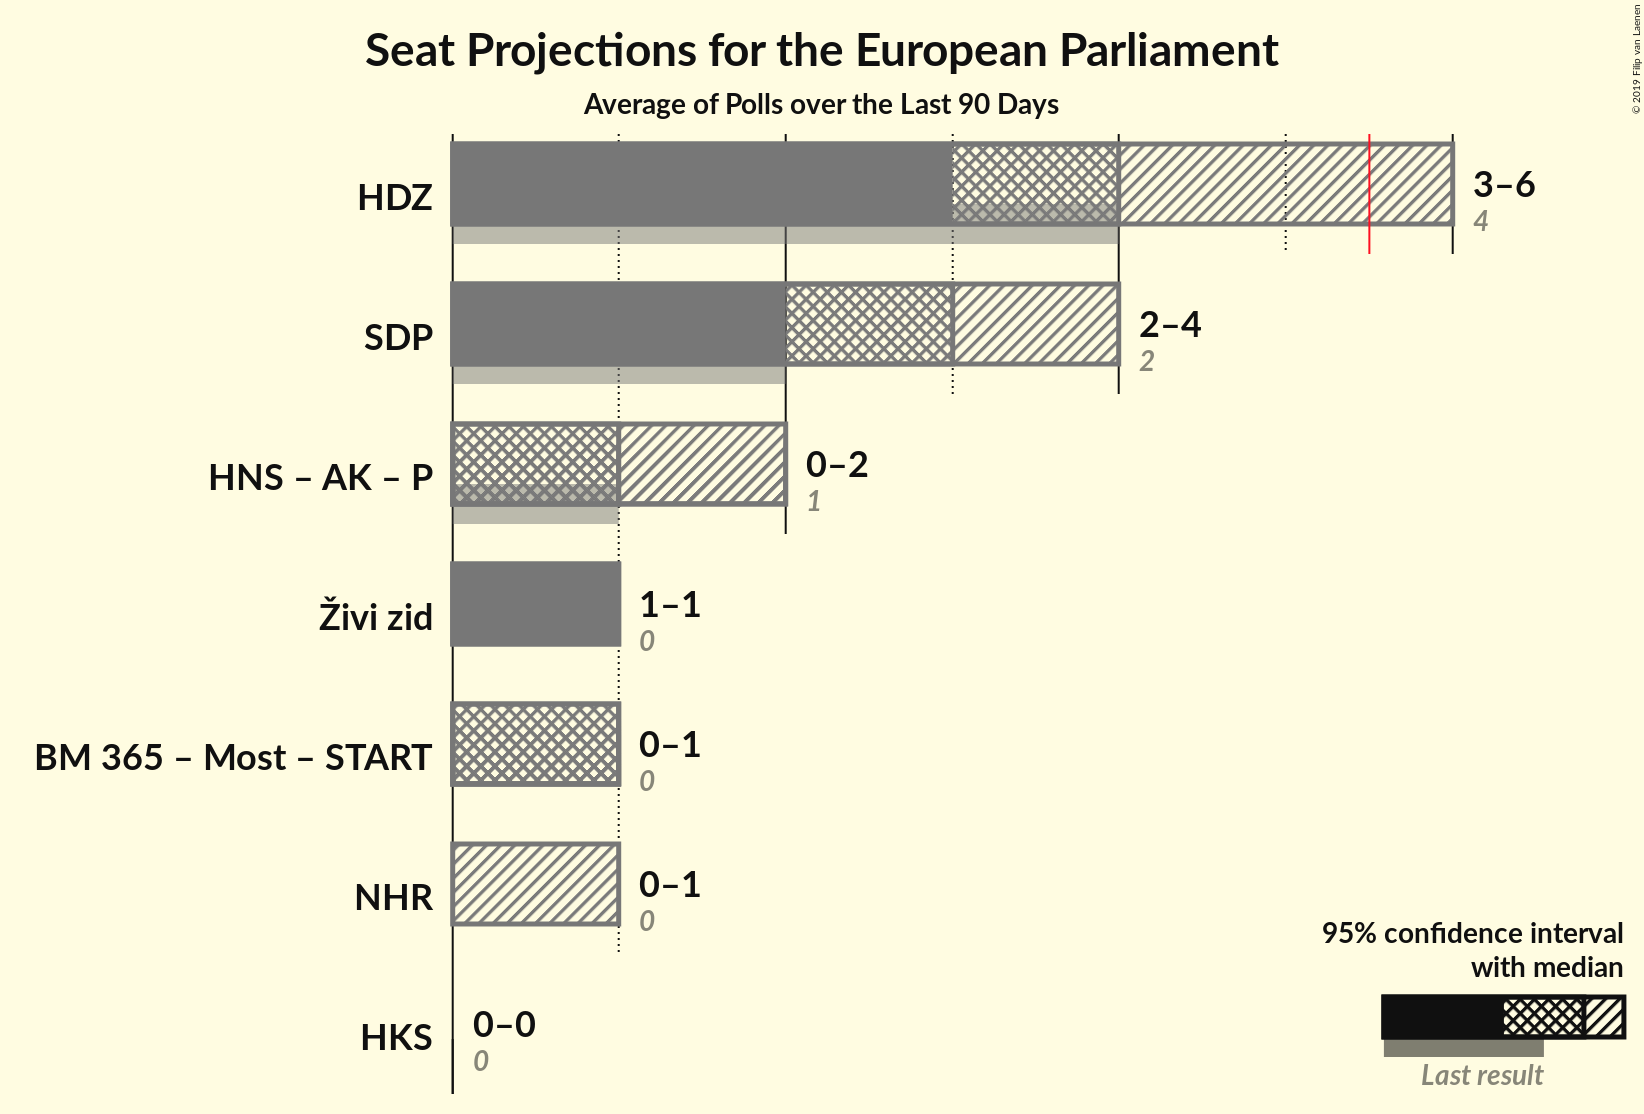 Seat Projections for the European Parliament
Average of Polls over the Last 90 Days
© 2019 Filip van Laenen
HDZ
3–6
4
SDP
2–4
2
HNS – AK – P
0–2
1
Živi zid
1–1
0
BM 365 – Most – START
0–1
0
NHR
0–1
0
HKS
0–0
0
95% confidence interval
with median
Last result